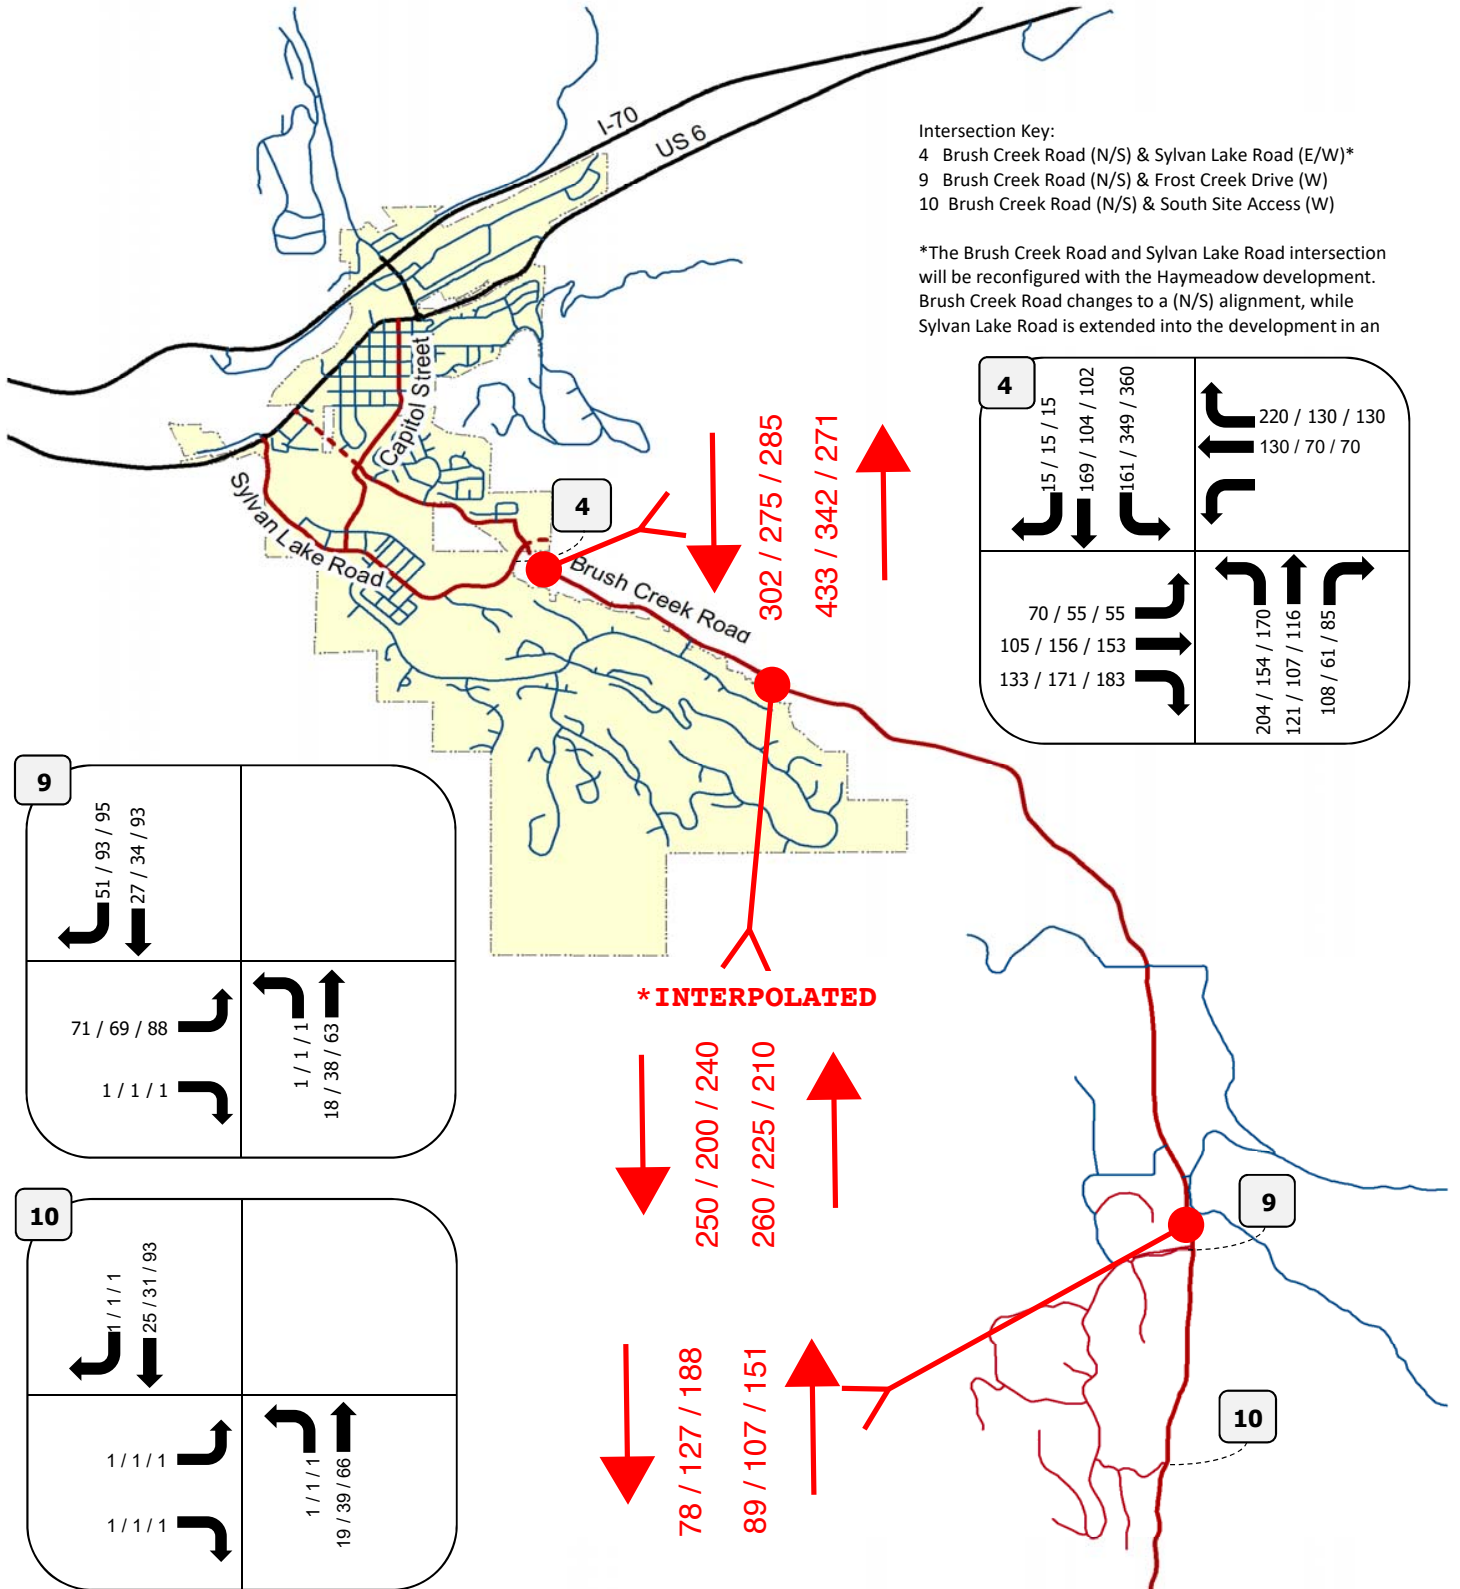 I-70
US 6
Intersection Key:
4 Brush Creek Road (N/S) & Sylvan Lake Road (E/W)*
9 Brush Creek Road (N/S) & Frost Creek Drive (W)
10 Brush Creek Road (N/S) & South Site Access (W)
*The Brush Creek Road and Sylvan Lake Road intersection
will be reconfigured with the Haymeadow development.
Brush Creek Road changes to a (N/S) alignment, while
Sylvan Lake Road is extended into the development in an
Capitol Street
Sylvan Lake Road
Brush Creek Road
4
302 / 275 / 285
433 / 342 / 271
4
15 / 15 / 15
169 / 104 / 102
161 / 349 / 360
220 / 130 / 130
130 / 70 / 70
70 / 55 / 55
105 / 156 / 153
133 / 171 / 183
204 / 154 / 170
121 / 107 / 116
108 / 61 / 85
9
51 / 93 / 95
27 / 34 / 93
71 / 69 / 88
1 / 1 / 1
1 / 1 / 1
18 / 38 / 63
*INTERPOLATED
250 / 200 / 240
260 / 225 / 210
9
10
10
1 / 1 / 1
25 / 31 / 93
1 / 1 / 1
1 / 1 / 1
1 / 1 / 1
19 / 39 / 66
78 / 127 / 188
89 / 107 / 151